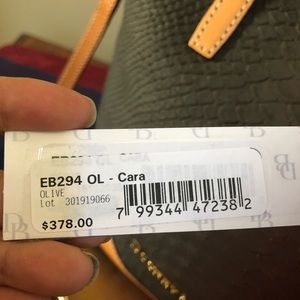 EB294 OL - Cara
OLIVE
Lot 301919066
$378.00
7 99344 47238 2